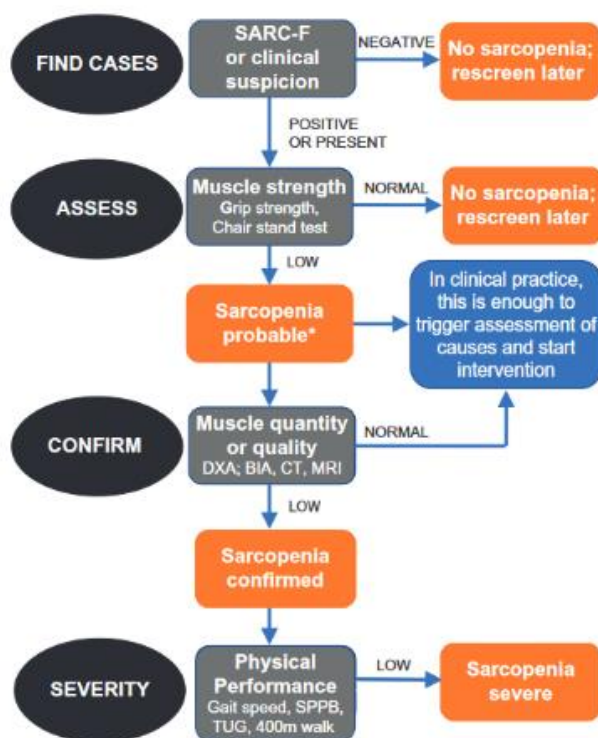 FIND CASES
SARC-F
or clinical
suspicion
NEGATIVE
No sarcopenia;
rescreen later
POSITIVE
OR PRESENT
ASSESS
Muscle strength
Grip strength,
Chair stand test
NORMAL
No sarcopenia;
rescreen later
LOW
Sarcopenia
probable*
In clinical practice,
this is enough to
trigger assessment of
causes and start
intervention
CONFIRM
Muscle quantity
or quality
DXA; BIA, CT, MRI
NORMAL
LOW
Sarcopenia
confirmed
SEVERITY
Physical
Performance
Gait speed, SPPB,
TUG, 400m walk
LOW
Sarcopenia
severe